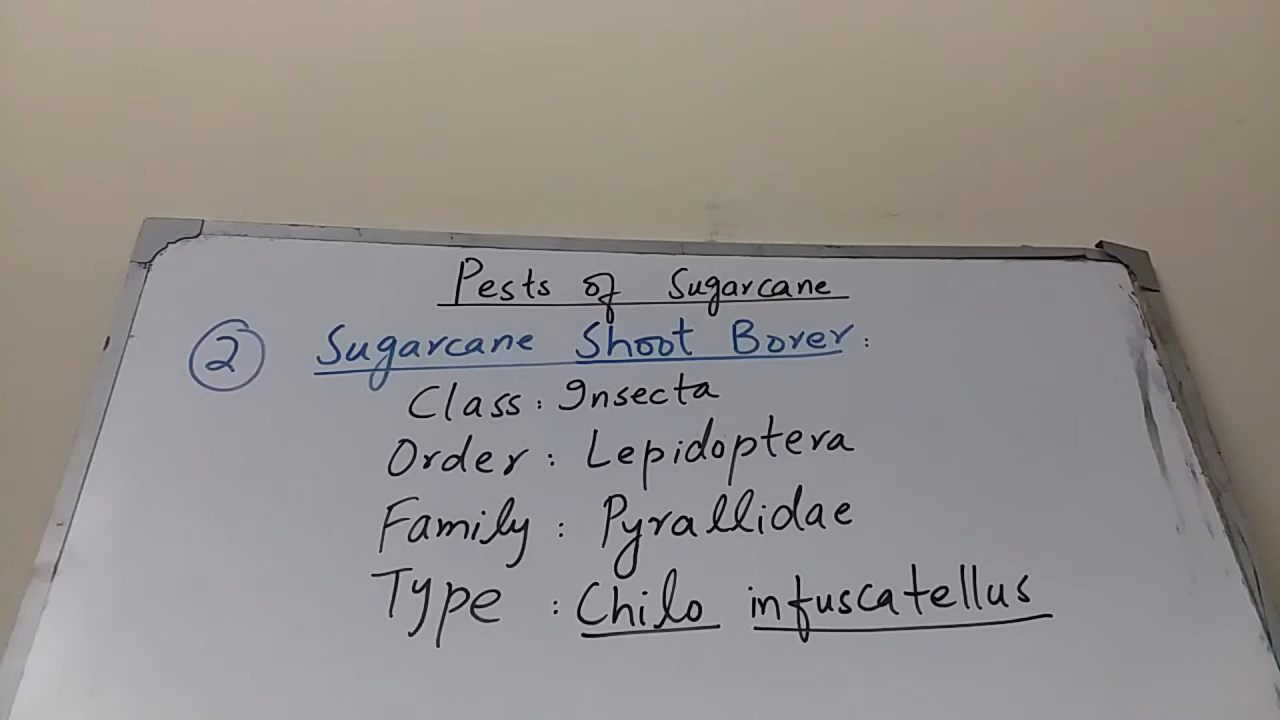 Pests of Sugarcane
2 Sugarcane Shoot Borer:
Class: Insecta
Order: Lepidoptera
Family: Pyrallidae
Type: Chilo infuscatellus